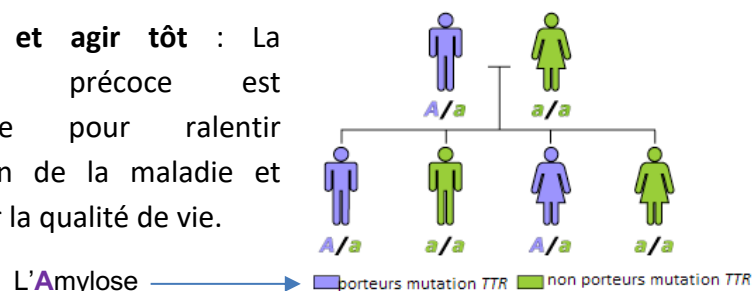 et agir tôt : La
précoce est
pour ralentir
de la maladie et
la qualité de vie.
A/a a/a
A/a a/a A/a a/a
L'Amylose porteurs mutation TTR non porteurs mutation TTR